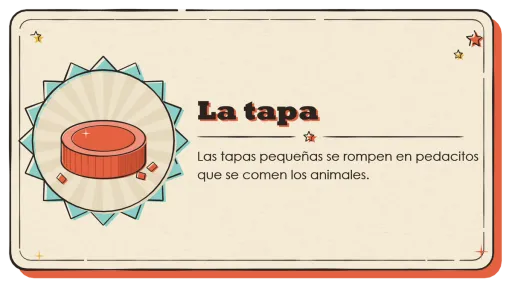 La tapa
Las tapas pequeñas se rompen en pedacitos
que se comen los animales.